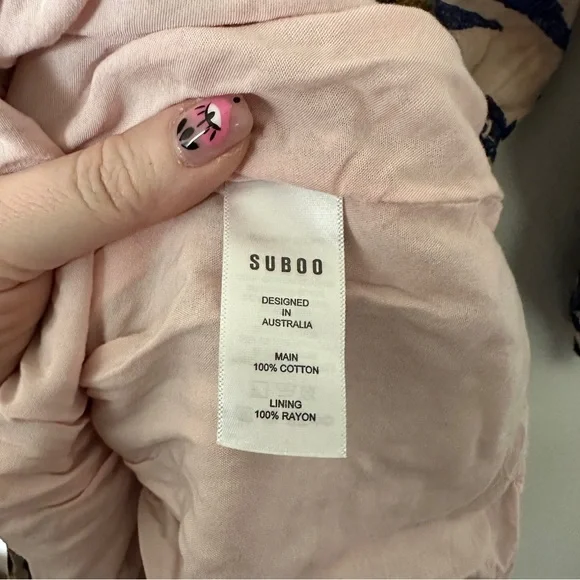 SUBOO
DESIGNED
IN
AUSTRALIA
MAIN
100% COTTON
LINING
100% RAYON